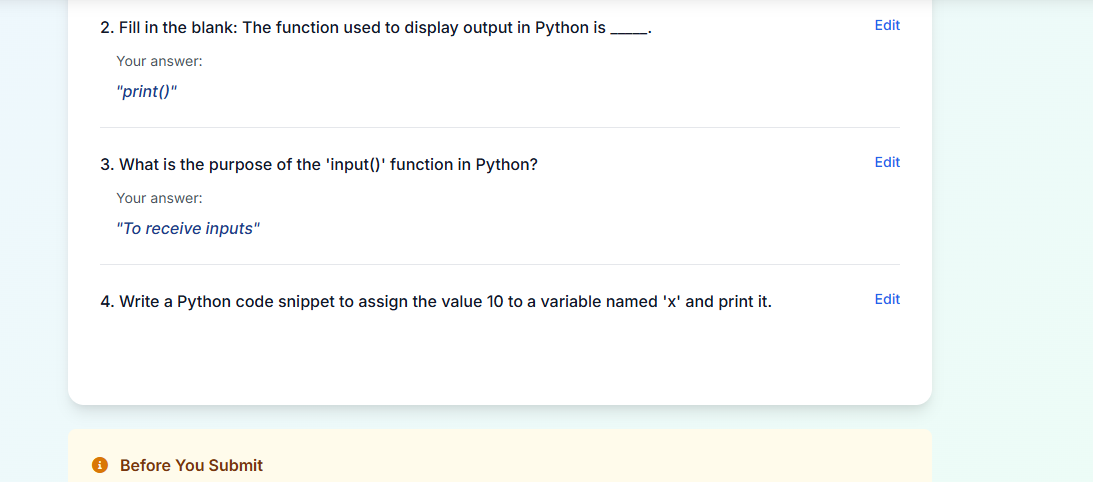 2. Fill in the blank: The function used to display output in Python is _____.
Edit
Your answer:
"print()"
3. What is the purpose of the 'input()' function in Python?
Edit
Your answer:
"To receive inputs"
4. Write a Python code snippet to assign the value 10 to a variable named 'x' and print it.
Edit
Before You Submit